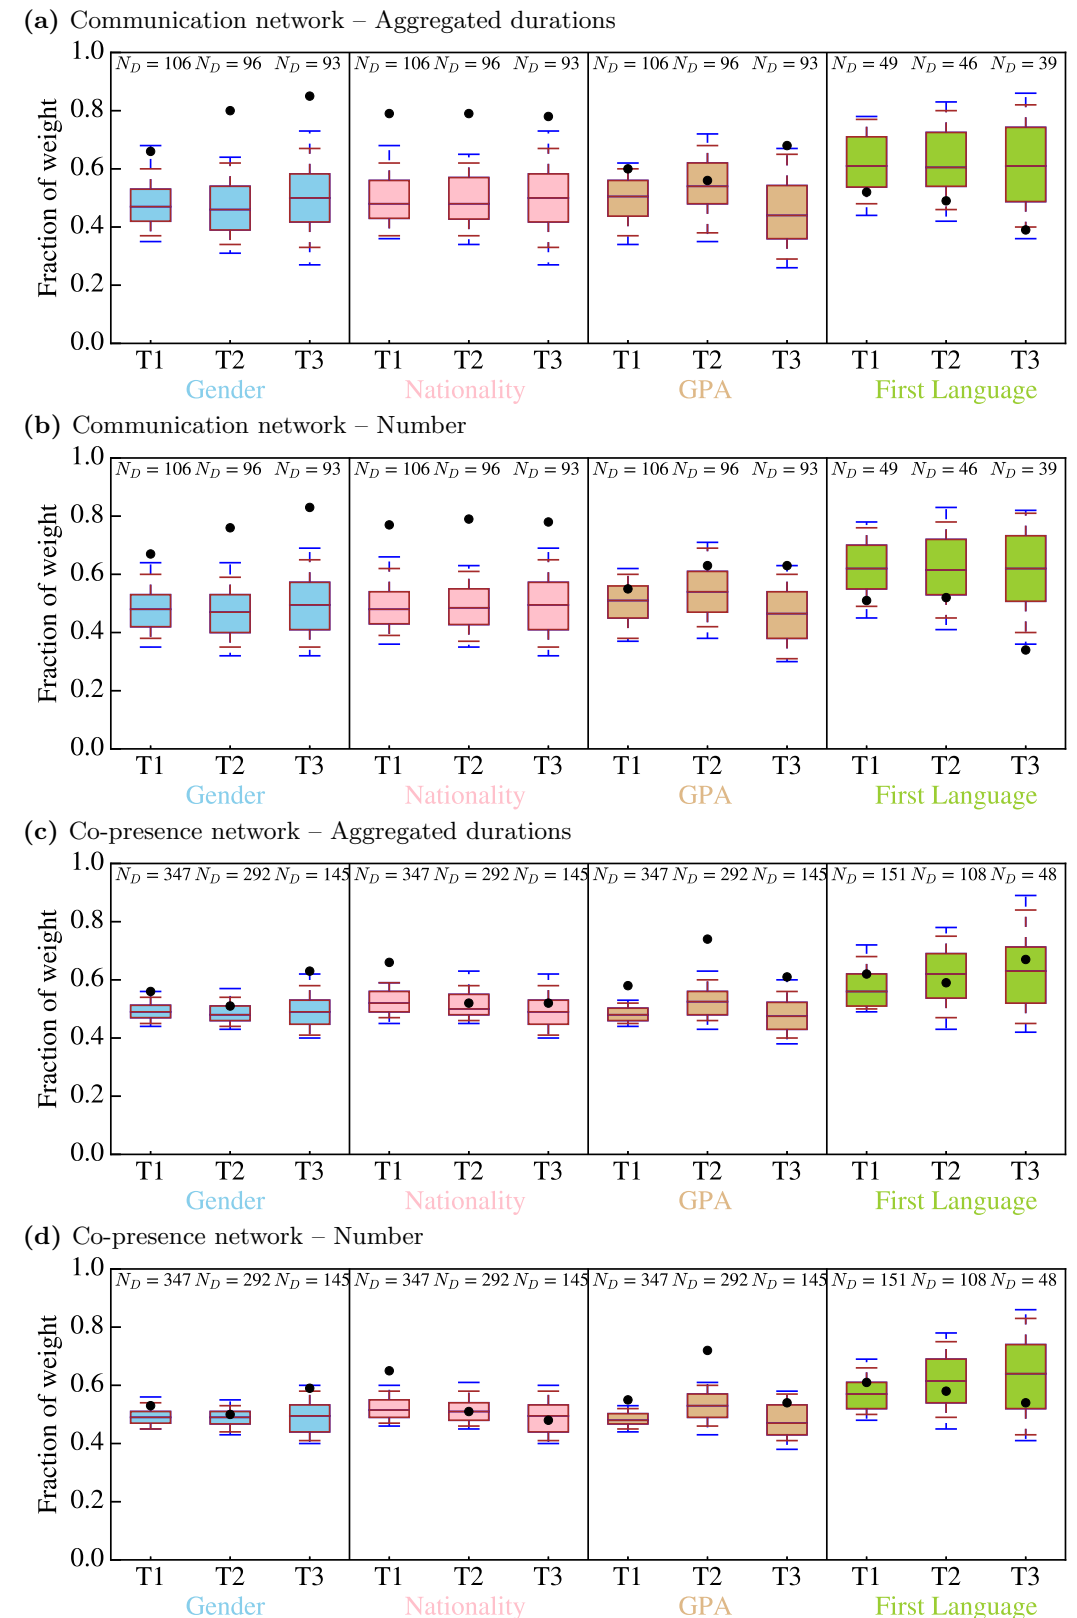 (a) Communication network – Aggregated durations
1.0
N_D = 106 N_D = 96 N_D = 93 N_D = 106 N_D = 96 N_D = 93 N_D = 106 N_D = 96 N_D = 93 N_D = 49 N_D = 46 N_D = 39
0.8
0.6
0.4
0.2
0.0
Fraction of weight
T1 T2 T3 T1 T2 T3 T1 T2 T3 T1 T2 T3
Gender Nationality GPA First Language
(b) Communication network – Number
1.0
N_D = 106 N_D = 96 N_D = 93 N_D = 106 N_D = 96 N_D = 93 N_D = 106 N_D = 96 N_D = 93 N_D = 49 N_D = 46 N_D = 39
0.8
0.6
0.4
0.2
0.0
Fraction of weight
T1 T2 T3 T1 T2 T3 T1 T2 T3 T1 T2 T3
Gender Nationality GPA First Language
(c) Co-presence network – Aggregated durations
1.0
N_D = 347 N_D = 292 N_D = 145 N_D = 347 N_D = 292 N_D = 145 N_D = 347 N_D = 292 N_D = 145 N_D = 151 N_D = 108 N_D = 48
0.8
0.6
0.4
0.2
0.0
Fraction of weight
T1 T2 T3 T1 T2 T3 T1 T2 T3 T1 T2 T3
Gender Nationality GPA First Language
(d) Co-presence network – Number
1.0
N_D = 347 N_D = 292 N_D = 145 N_D = 347 N_D = 292 N_D = 145 N_D = 347 N_D = 292 N_D = 145 N_D = 151 N_D = 108 N_D = 48
0.8
0.6
0.4
0.2
0.0
Fraction of weight
T1 T2 T3 T1 T2 T3 T1 T2 T3 T1 T2 T3
Gender Nationality GPA First Language